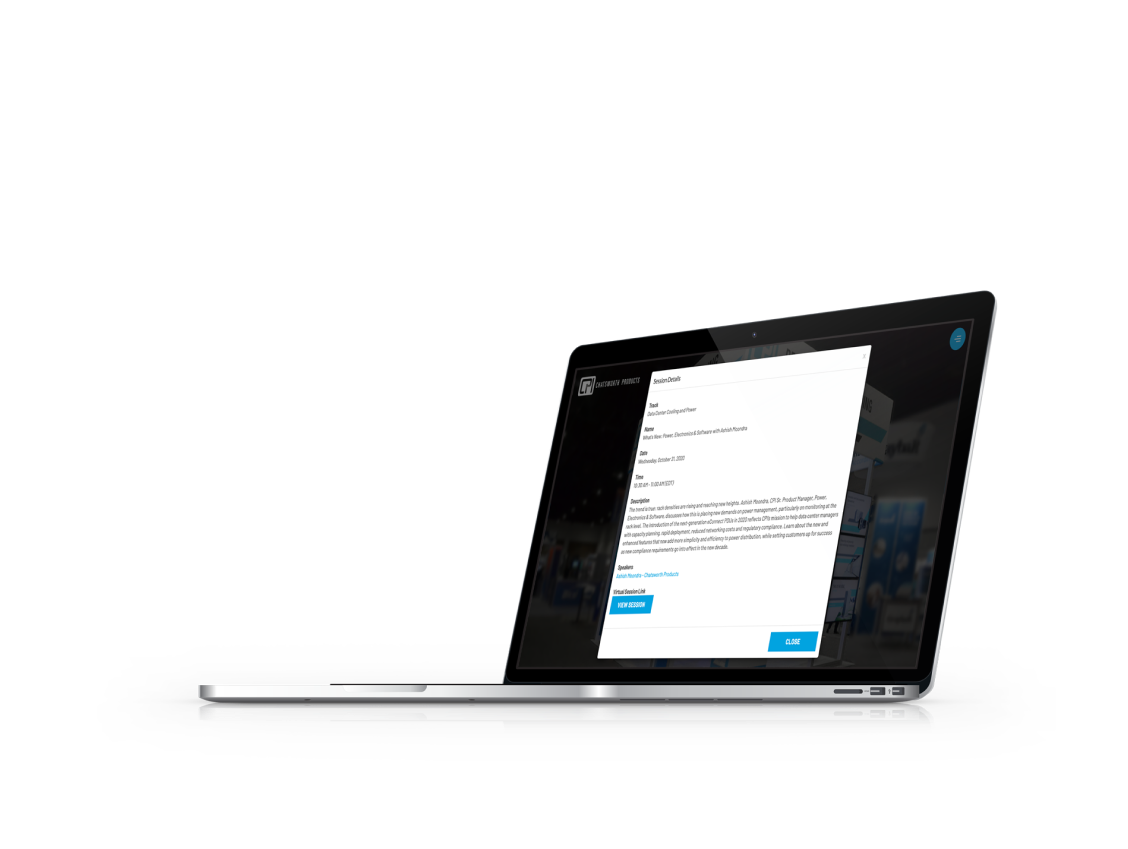 CPI CHATSWORTH PRODUCTS
Session Details
×
Track
Data Center Cooling and Power
Name
What's New: Power, Electronics & Software with Ashish Moondra
Date
Wednesday, October 21, 2020
Time
10:30 AM - 11:00 AM (EDT)
Description
The trend is true: rack densities are rising and reaching new heights. Ashish Moondra, CPI Sr. Product Manager, Power,
Electronics & Software, discusses how this is placing new demands on power management, particularly on monitoring at the
rack level. The introduction of the next-generation eConnect PDUs in 2020 reflects CPI's mission to help data center managers
with capacity planning, rapid deployment, reduced networking costs and regulatory compliance. Learn about the new and
enhanced features that now add more simplicity and efficiency to power distribution, while setting customers up for success
as new compliance requirements go into effect in the new decade.
Speakers
Ashish Moondra - Chatsworth Products
Virtual Session Link
VIEW SESSION
CLOSE